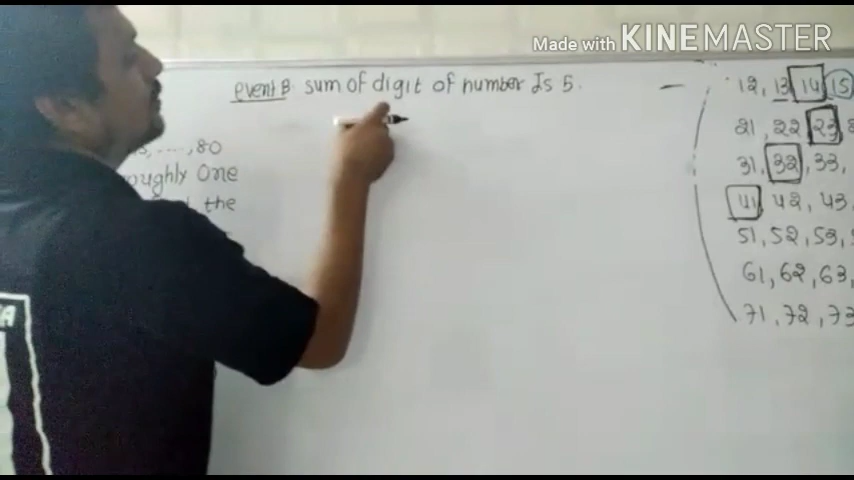 Made with KINEMASTER
Event B. Sum of digit of number Is 5.
12, 13 14 15
21, 22 23
31, 32, 33,
41, 42, 43,
51, 52, 53,
61, 62, 63,
71, 72, 73
..., 80
roughly One
the